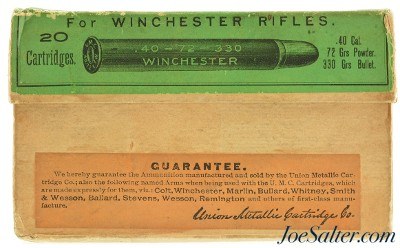 For WINCHESTER RIFLES.
20
Cartridges.
.40-72-330
WINCHESTER
.40 Cal.
72 Grs Powder.
330 Grs Bullet.
GUARANTEE.
We hereby guarantee the Ammunition manufactured and sold by the Union Metallic Car-
tridge Co.; also the following named Arms when being used with the U. M. C. Cartridges, which
are made expressly for them, viz.: Colt, Winchester, Marlin, Bullard, Whitney, Smith
& Wesson, Ballard, Stevens, Wesson, Remington and others of first-class manu-
facture.
Union Metallic Cartridge Co.
JoeSalter.com